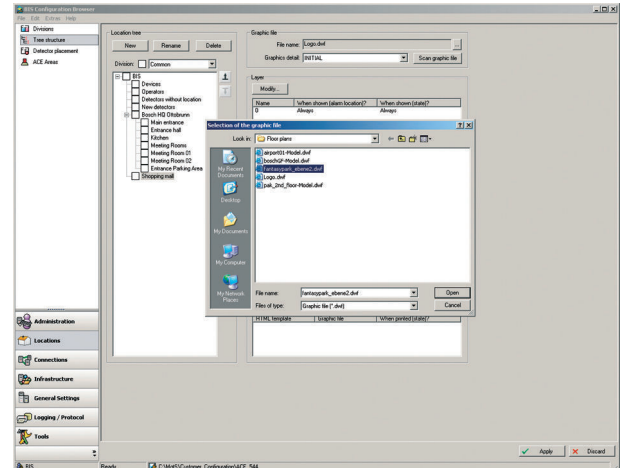 BIS Configuration Browser
File Edit Extras Help
Divisions
Tree structure
Detector placement
ACE Areas
Administration
Locations
Connections
Infrastructure
General Settings
Logging / Protocol
Tools
Location tree
New Rename Delete
Division: Common
BIS
Devices
Operators
Detectors without location
New detectors
Bosch HQ Ottobrunn
Main entrance
Entrance hall
Kitchen
Meeting Rooms
Meeting Room 01
Meeting Room 02
Entrance Parking Area
Shopping mall
Graphic file
File name: Logo.dwf ...
Graphics detail: INITIAL Scan graphic file
Layer
Modify...
Name When shown (alarm location)? When shown (state)?
0 Always Always
Selection of the graphic file
Look in: Floor plans
My Recent Documents
Desktop
My Documents
My Computer
My Network Places
airport01-Model.dwf
boschQF-Model.dwf
fantasypark_ebene2.dwf
Logo.dwf
pak_2nd_floor-Model.dwf
File name: fantasypark_ebene2.dwf Open
Files of type: Graphic file (*.dwf) Cancel
HTML template Graphic file When printed (state)?
Apply Discard
BIS Ready C:\MgtS\Customer_Configuration\ACE_544